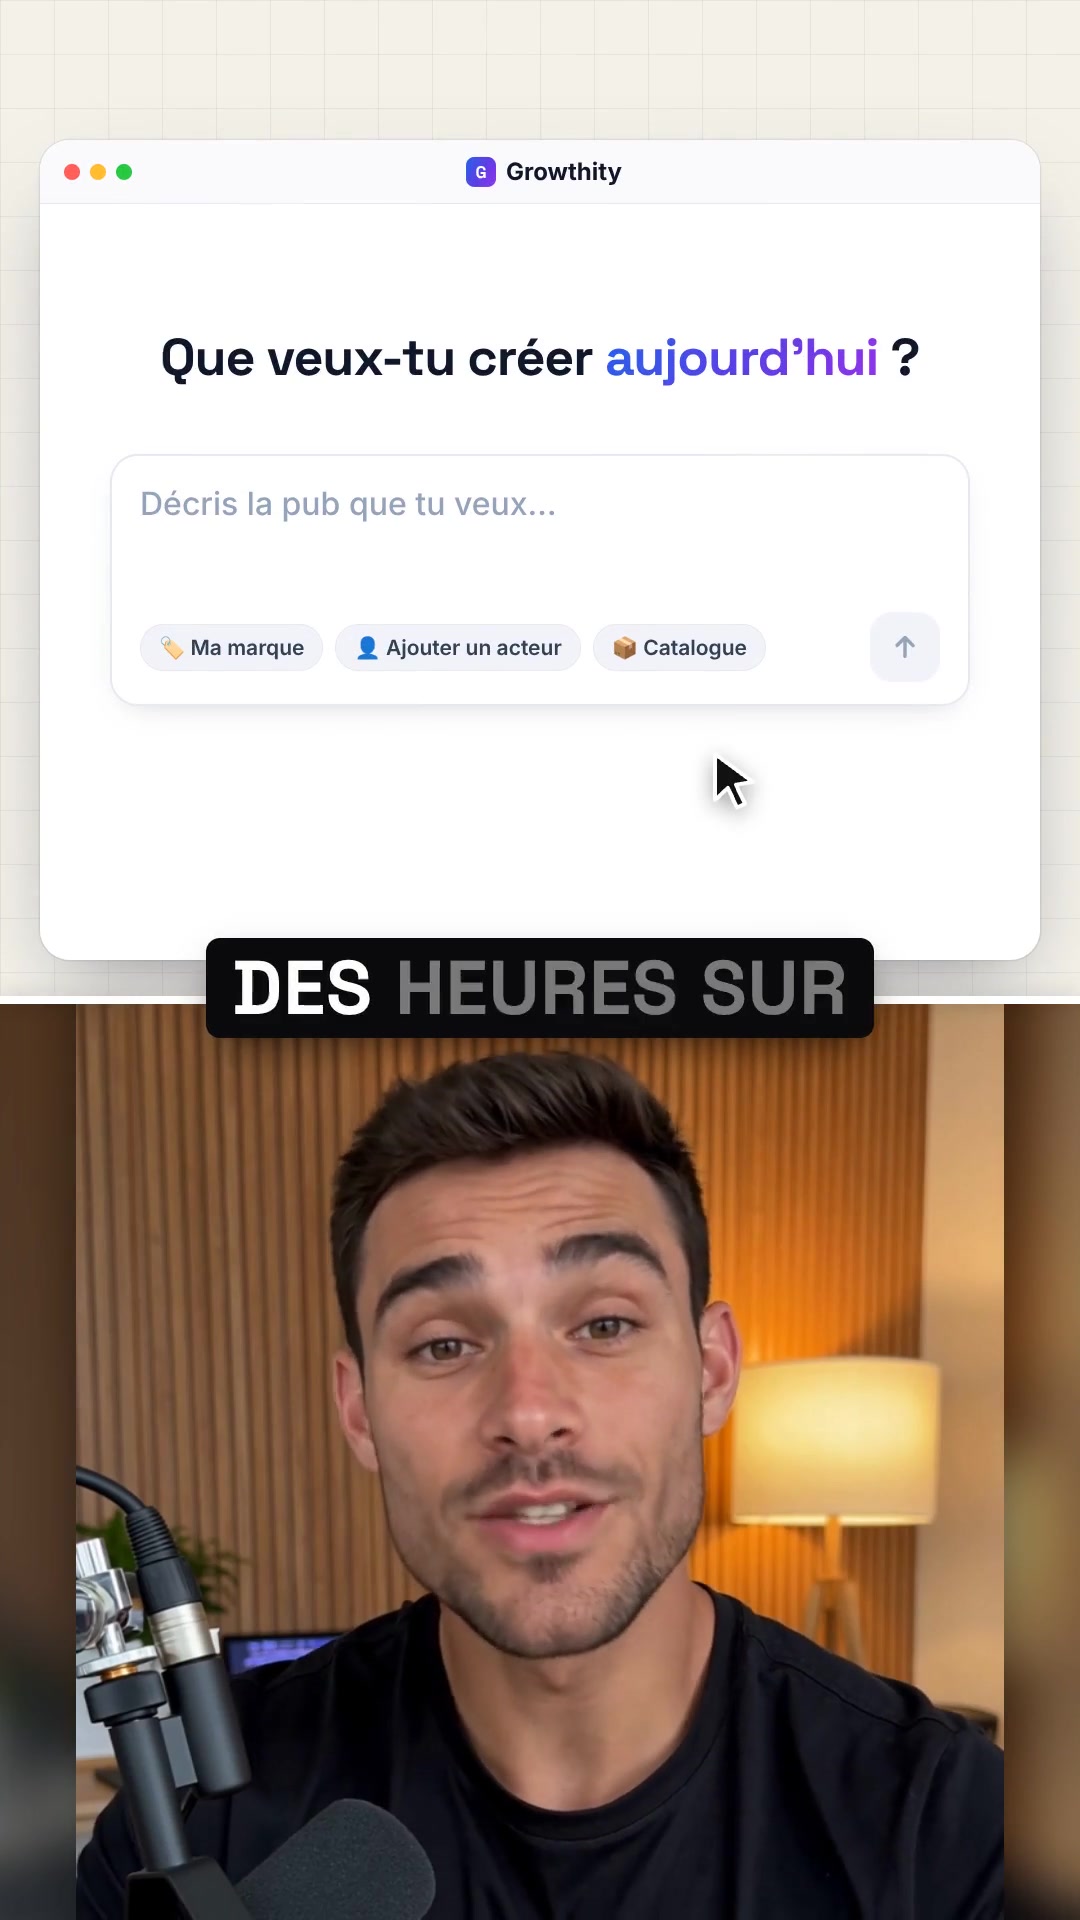 G Growthity
Que veux-tu créer aujourd’hui ?
Décris la pub que tu veux...
🏷️ Ma marque 👤 Ajouter un acteur 📦 Catalogue
DES HEURES SUR